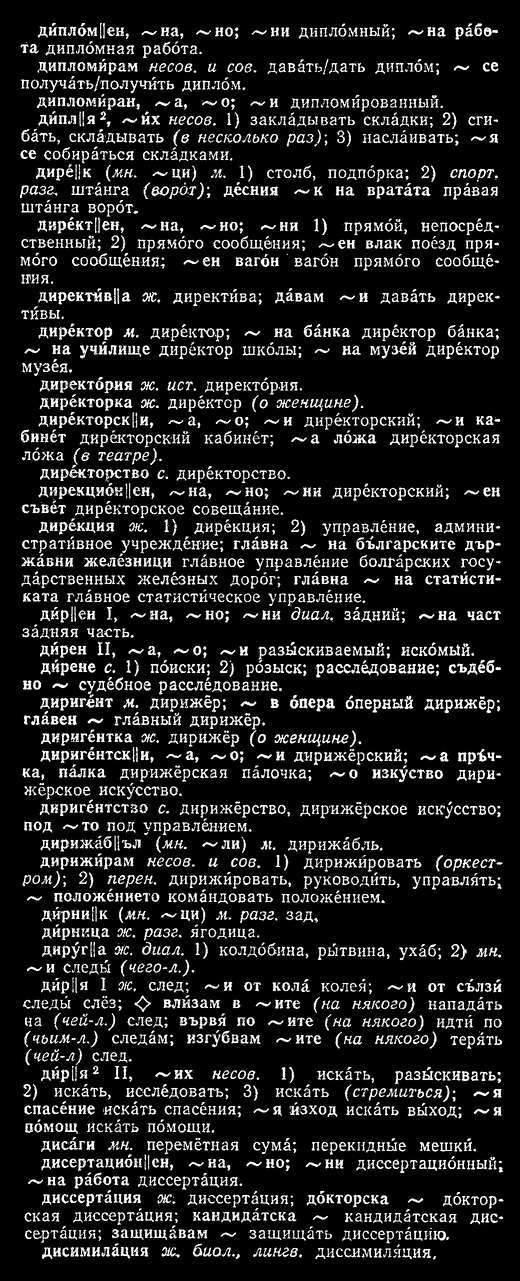 дипло́м||ен, ~на, ~но; ~ни дипло́мный; ~на ра́бо-
та дипло́мная рабо́та.
дипломи́рам несов. и сов. дава́ть/дать дипло́м; ~ се
получа́ть/получи́ть дипло́м.
дипломи́ран, ~а, ~о; ~и дипломи́рованный.
ди́пл||я², ~их несов. 1) закла́дывать скла́дки; 2) сги-
ба́ть, скла́дывать (в несколько раз); 3) насла́ивать; ~я
се собира́ться скла́дками.
дире́||к (мн. ~ци) м. 1) столб, подпо́рка; 2) спорт.
разг. шта́нга (воро́т); де́сния ~к на врата́та пра́вая
шта́нга воро́т.
дире́кт||ен, ~на, ~но; ~ни 1) прямо́й, непосре́д-
ственный; 2) прямо́го сообще́ния; ~ен влак по́езд пря-
мо́го сообще́ния; ~ен ваго́н ваго́н прямо́го сообще́-
ния.
директи́в||а ж. директи́ва; да́вам ~и дава́ть дирек-
ти́вы.
дире́ктор м. дире́ктор; ~ на ба́нка дире́ктор ба́нка;
~ на учи́лище дире́ктор шко́лы; ~ на музе́й дире́ктор
музе́я.
директо́рия ж. ист. директо́рия.
дире́кторка ж. дире́ктор (о женщине).
дире́кторск||и, ~а, ~о; ~и дире́кторский; ~и ка-
бине́т дире́кторский кабине́т; ~а ло́жа дире́кторская
ло́жа (в театре).
дире́кторство с. дире́кторство.
дирекцио́н||ен, ~на, ~но; ~ни дире́кторский; ~ен
съве́т дире́кторское совеща́ние.
дире́кция ж. 1) дире́кция; 2) управле́ние, админи-
страти́вное учрежде́ние; гла́вна ~ на бъ́лгарските дър-
жа́вни желе́зници гла́вное управле́ние болга́рских госу-
да́рственных желе́зных доро́г; гла́вна ~ на стати́сти-
ката гла́вное статисти́ческое управле́ние.
ди́р||ен I, ~на, ~но; ~ни диал. за́дний; ~на част
за́дняя часть.
ди́рен II, ~а, ~о; ~и разы́скиваемый; иско́мый.
ди́рене с. 1) по́иски; 2) ро́зыск; рассле́дование; съде́б-
но ~ суде́бное рассле́дование.
дириге́нт м. дирижёр; ~ в о́пера о́перный дирижёр;
гла́вен ~ гла́вный дирижёр.
дириге́нтка ж. дирижёр (о женщине).
дириге́нтск||и, ~а, ~о; ~и дирижёрский; ~а пръ́ч-
ка, па́лка дирижёрская па́лочка; ~о изку́ство дири-
жёрское иску́сство.
дириге́нтство с. дирижёрство, дирижёрское иску́сство;
под ~то под управле́нием.
дирижа́б||ъл (мн. ~ли) м. дирижа́бль.
дирижи́рам несов. и сов. 1) дирижи́ровать (оркест-
ром); 2) перен. дирижи́ровать, руководи́ть, управля́ть;
~ положе́нието кома́ндовать положе́нием.
ди́рни||к (мн. ~ци) м. разг. зад,
ди́рница ж. разг. я́годица.
диру́г||а ж. диал. 1) колдо́бина, ры́твина, уха́б; 2) мн.
~и следы́ (чего-л.).
ди́р||я I ж. след; ~и от кола́ колея́; ~и от съ́лзи́
следы́ слёз; ◇ вли́зам в ~ите (на някого) напада́ть
на (чей-л.) след; вървя́ по ~ите (на някого) идти́ по
(чьим-л.) следа́м; изгу́бвам ~ите (на някого) теря́ть
(чей-л) след.
ди́р||я² II, ~их несов. 1) иска́ть, разы́скивать;
2) иска́ть, иссле́довать; 3) иска́ть (стремиться); ~я
спасе́ние иска́ть спасе́ния; ~я и́зход иска́ть вы́ход; ~я
по́мощ иска́ть по́мощи.
диса́ги мн. перемётная сума́; перекидны́е мешки́.
дисертацио́н||ен, ~на, ~но; ~ни диссертацио́нный;
~на ра́бота диссерта́ция.
диссерта́ция ж. диссерта́ция; до́кторска ~ до́ктор-
ская диссерта́ция; кандида́тска ~ кандида́тская дис-
серта́ция; защища́вам ~ защища́ть диссерта́цию.
дисимила́ция ж. биол., лингв. диссимиля́ция,